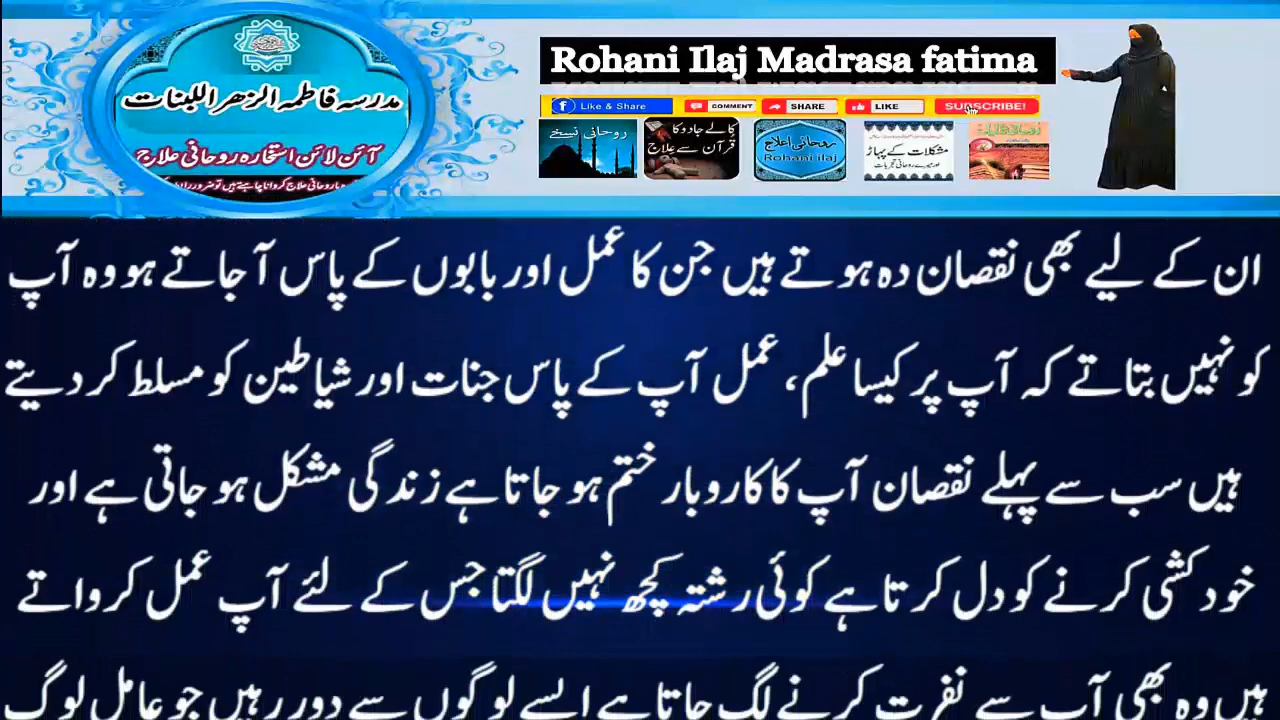 مدرسہ فاطمۃ الزھرا للبنات
آئن لائن استخارہ روحانی علاج
Rohani Ilaj Madrasa fatima
Like & Share
COMMENT
SHARE
LIKE
SUBSCRIBE!
روحانی نسخے
کالے جادو کا
قرآن سے علاج
روحانی علاج
Rohani ilaj
مشکلات کے پہاڑ
ان کے لیے بھی نقصان دہ ہوتے ہیں جن کا عمل اور بابوں کے پاس آ جاتے ہو وہ آپ
کو نہیں بتاتے کہ آپ پر کیسا علم، عمل آپ کے پاس جنات اور شیاطین کو مسلط کر دیتے
ہیں سب سے پہلے نقصان آپ کا کاروبار ختم ہو جاتا ہے زندگی مشکل ہو جاتی ہے اور
خود کشی کرنے کو دل کرتا ہے کوئی رشتہ کچھ نہیں لگتا جس کے لئے آپ عمل کرواتے
ہیں وہ بھی آپ سے نفرت کرنے لگ جاتا ہے ایسے لوگوں سے دور رہیں جو عامل لوگ